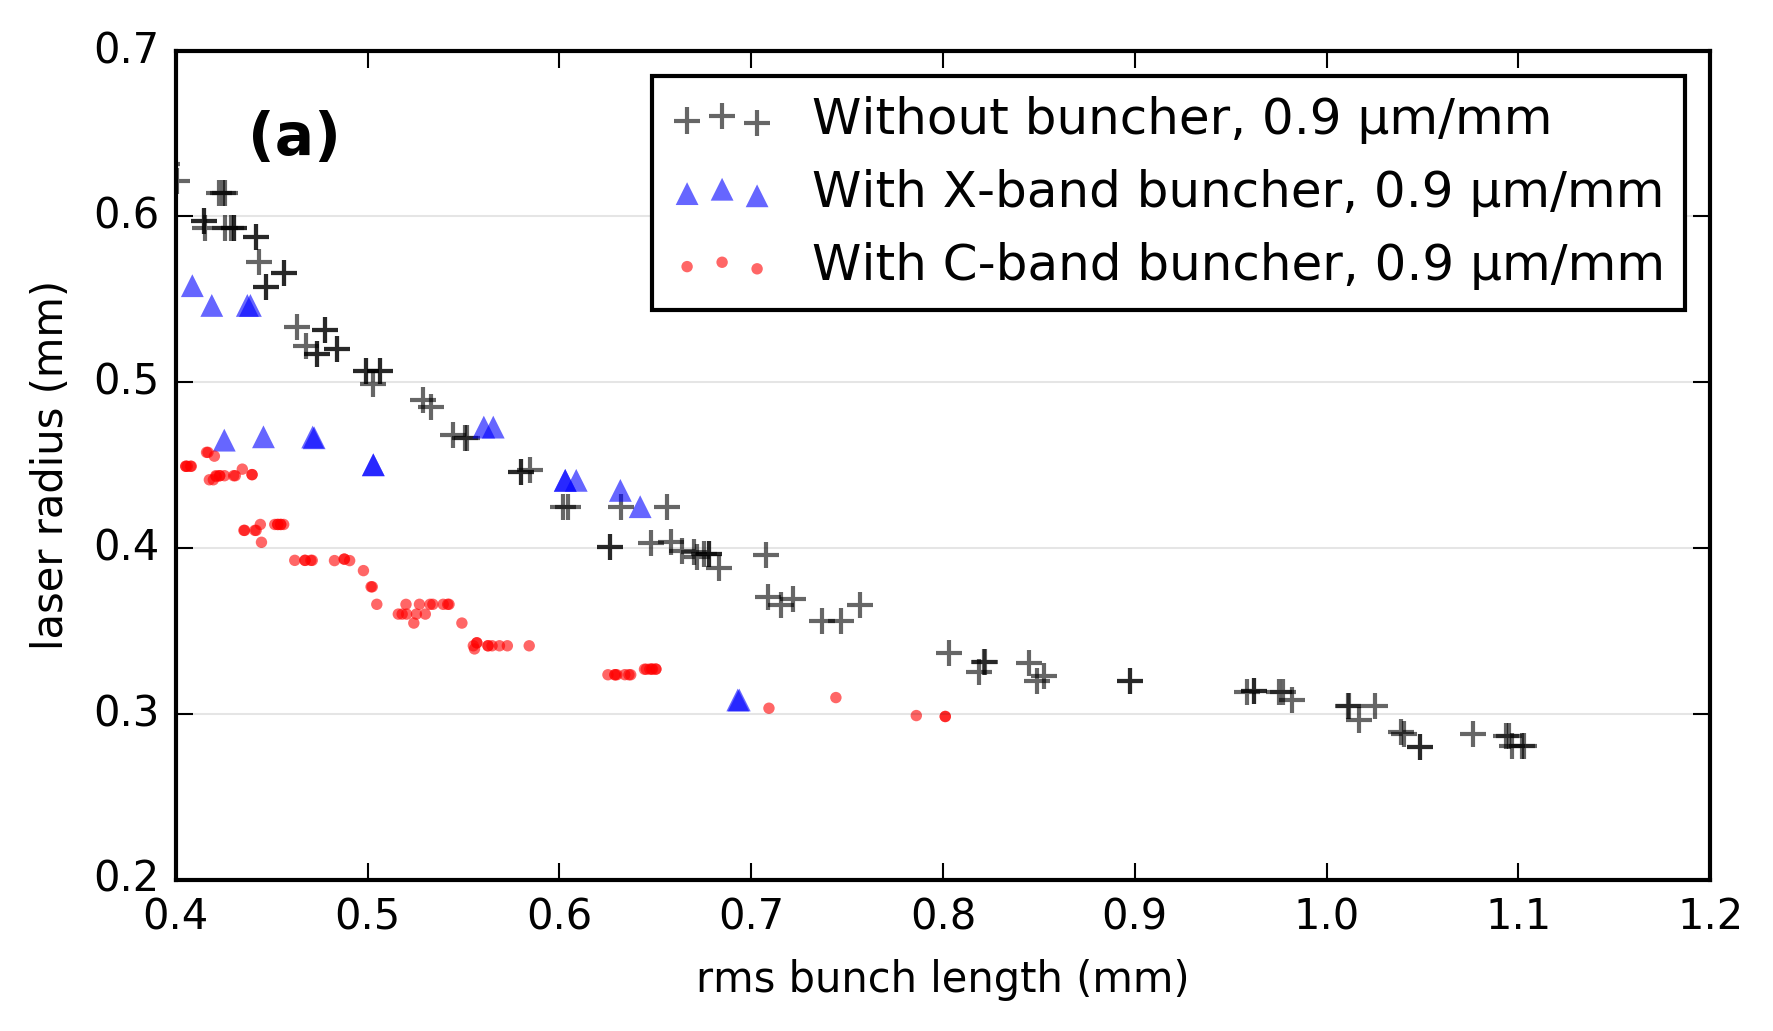 (a)
Without buncher, 0.9 µm/mm
With X-band buncher, 0.9 µm/mm
With C-band buncher, 0.9 µm/mm
laser radius (mm)
0.7
0.6
0.5
0.4
0.3
0.2
0.4 0.5 0.6 0.7 0.8 0.9 1.0 1.1 1.2
rms bunch length (mm)